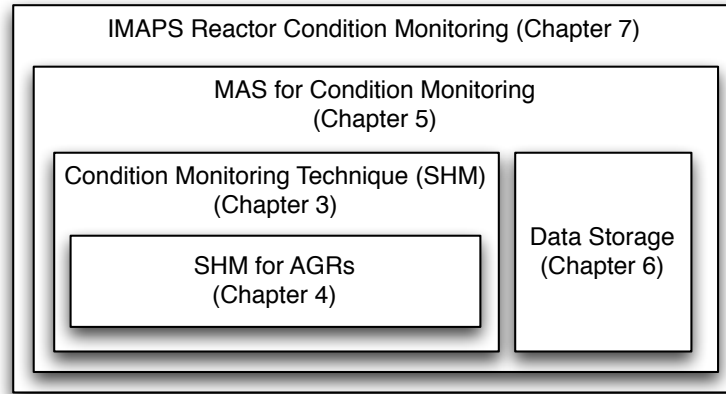 IMAPS Reactor Condition Monitoring (Chapter 7)
MAS for Condition Monitoring
(Chapter 5)
Condition Monitoring Technique (SHM)
(Chapter 3)
SHM for AGRs
(Chapter 4)
Data Storage
(Chapter 6)